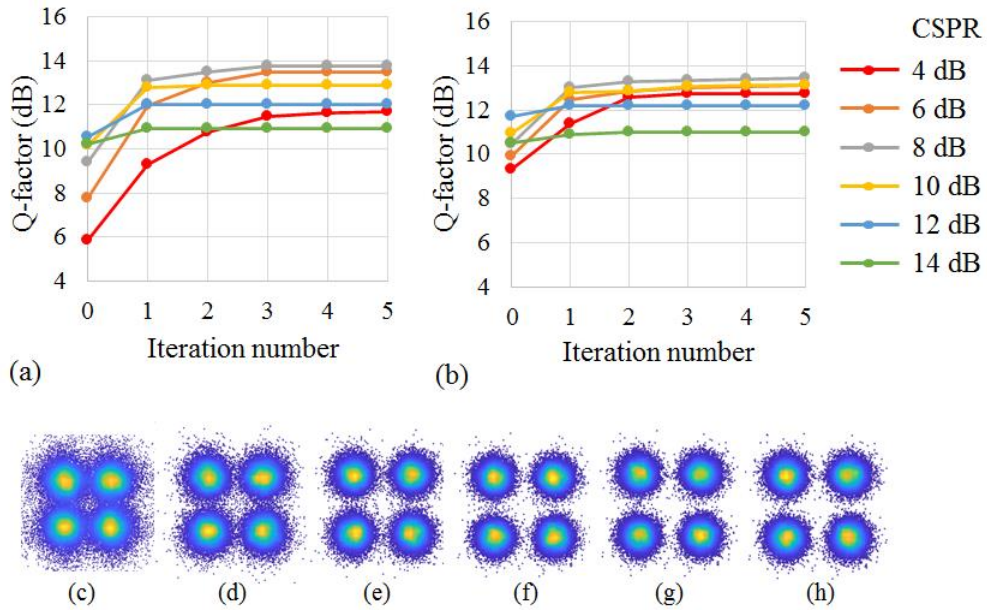 16
14
12
10
8
6
4
Q-factor (dB)
0 1 2 3 4 5
Iteration number
(a)
16
14
12
10
8
6
4
Q-factor (dB)
0 1 2 3 4 5
Iteration number
(b)
CSPR
4 dB
6 dB
8 dB
10 dB
12 dB
14 dB
(c) (d) (e) (f) (g) (h)